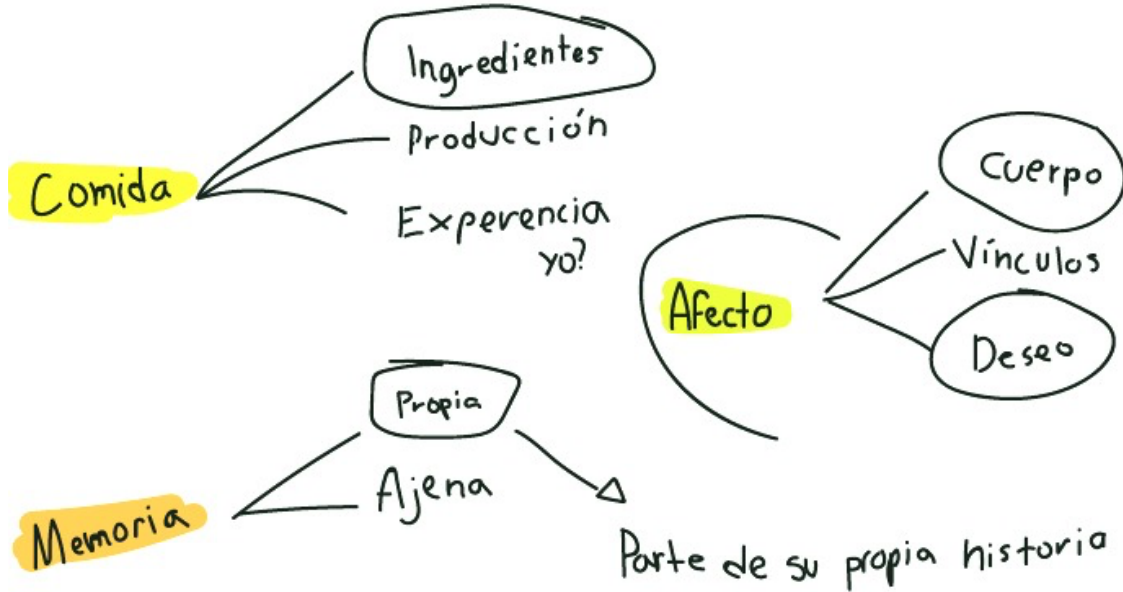 Ingredientes
Producción
Comida
Experencia
yo?
Cuerpo
Vínculos
Afecto
Deseo
Propia
Ajena
Memoria
Parte de su propia historia